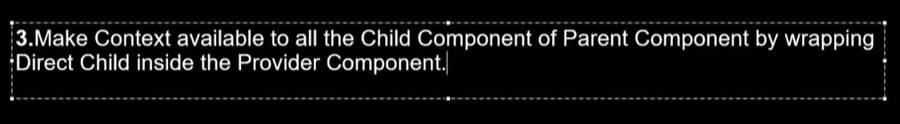 3.Make Context available to all the Child Component of Parent Component by wrapping
Direct Child inside the Provider Component.